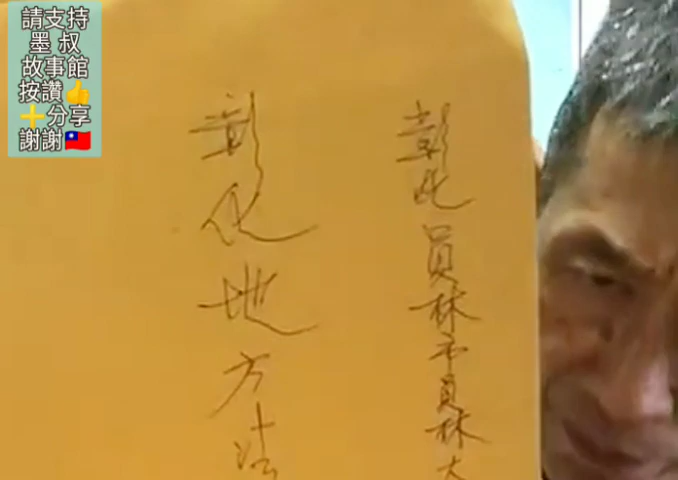 請支持
墨 叔
故事館
按讚👍
➕分享
謝謝🇹🇼
彰化員林市員林大
彰化地方法